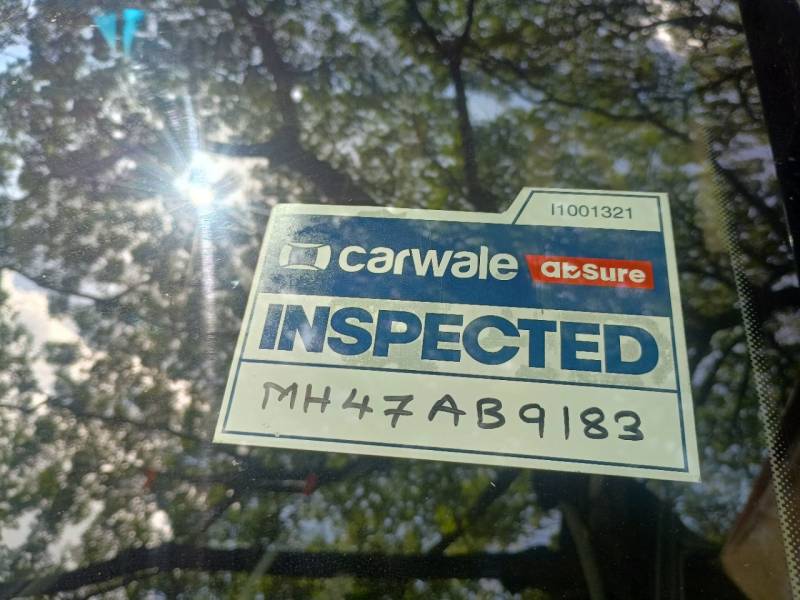 I1001321
carwale abSure
INSPECTED
MH47AB9183